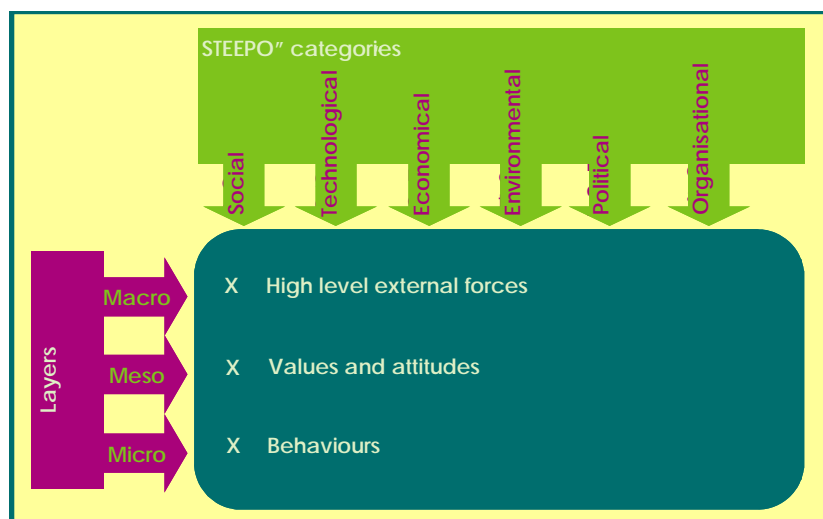 STEEPO” categories
Social
Technological
Economical
Environmental
Political
Organisational
Layers
Macro
X High level external forces
Meso
X Values and attitudes
Micro
X Behaviours